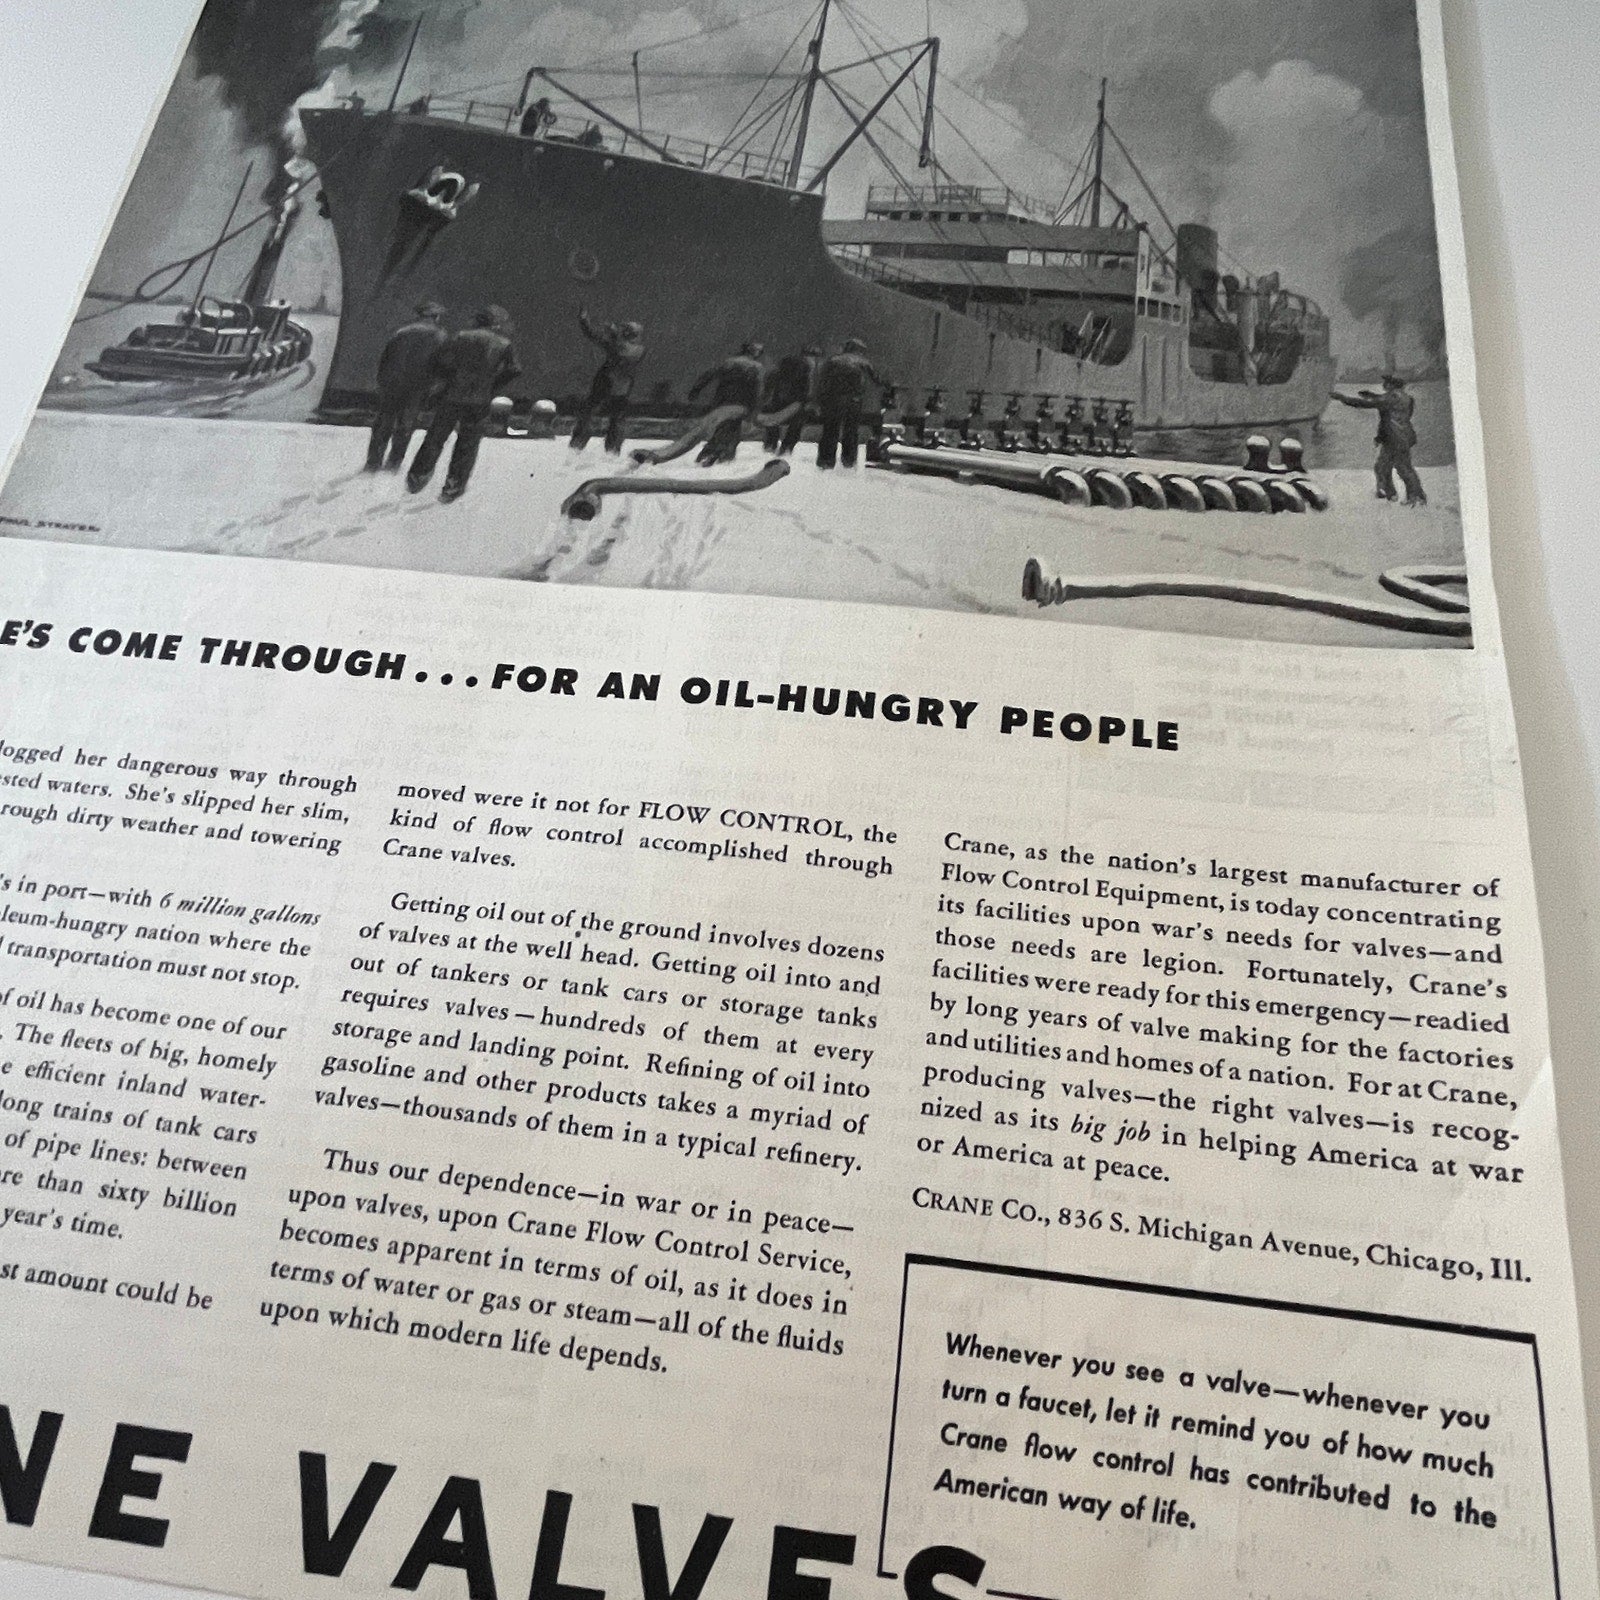 PAUL STRAYER
E'S COME THROUGH... FOR AN OIL-HUNGRY PEOPLE
logged her dangerous way through
sted waters. She's slipped her slim,
rough dirty weather and towering
's in port—with 6 million gallons
leum-hungry nation where the
transportation must not stop.
of oil has become one of our
. The fleets of big, homely
e efficient inland water-
long trains of tank cars
of pipe lines: between
re than sixty billion
year's time.
st amount could be
moved were it not for FLOW CONTROL, the
kind of flow control accomplished through
Crane valves.
Getting oil out of the ground involves dozens
of valves at the well head. Getting oil into and
out of tankers or tank cars or storage tanks
requires valves—hundreds of them at every
storage and landing point. Refining of oil into
gasoline and other products takes a myriad of
valves—thousands of them in a typical refinery.
Thus our dependence—in war or in peace—
upon valves, upon Crane Flow Control Service,
becomes apparent in terms of oil, as it does in
terms of water or gas or steam—all of the fluids
upon which modern life depends.
Crane, as the nation's largest manufacturer of
Flow Control Equipment, is today concentrating
its facilities upon war's needs for valves—and
those needs are legion. Fortunately, Crane's
facilities were ready for this emergency—readied
by long years of valve making for the factories
and utilities and homes of a nation. For at Crane,
producing valves—the right valves—is recog-
nized as its big job in helping America at war
or America at peace.
CRANE CO., 836 S. Michigan Avenue, Chicago, Ill.
Whenever you see a valve—whenever you
turn a faucet, let it remind you of how much
Crane flow control has contributed to the
American way of life.
NE VALVES